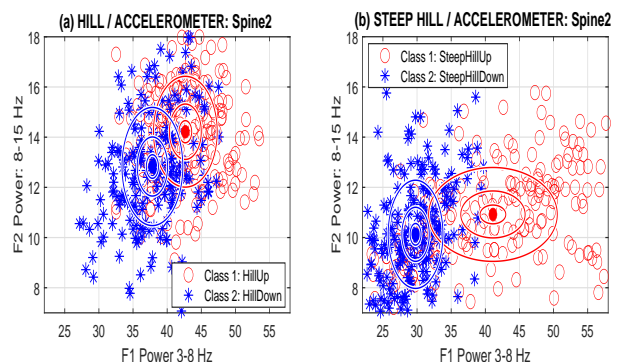 (a) HILL / ACCELEROMETER: Spine2
18
16
14
12
10
8
F2 Power: 8-15 Hz
Class 1: HillUp
Class 2: HillDown
25 30 35 40 45 50 55
F1 Power 3-8 Hz
(b) STEEP HILL / ACCELEROMETER: Spine2
18
16
14
12
10
8
F2 Power: 8-15 Hz
Class 1: SteepHillUp
Class 2: SteepHillDown
25 30 35 40 45 50 55
F1 Power 3-8 Hz